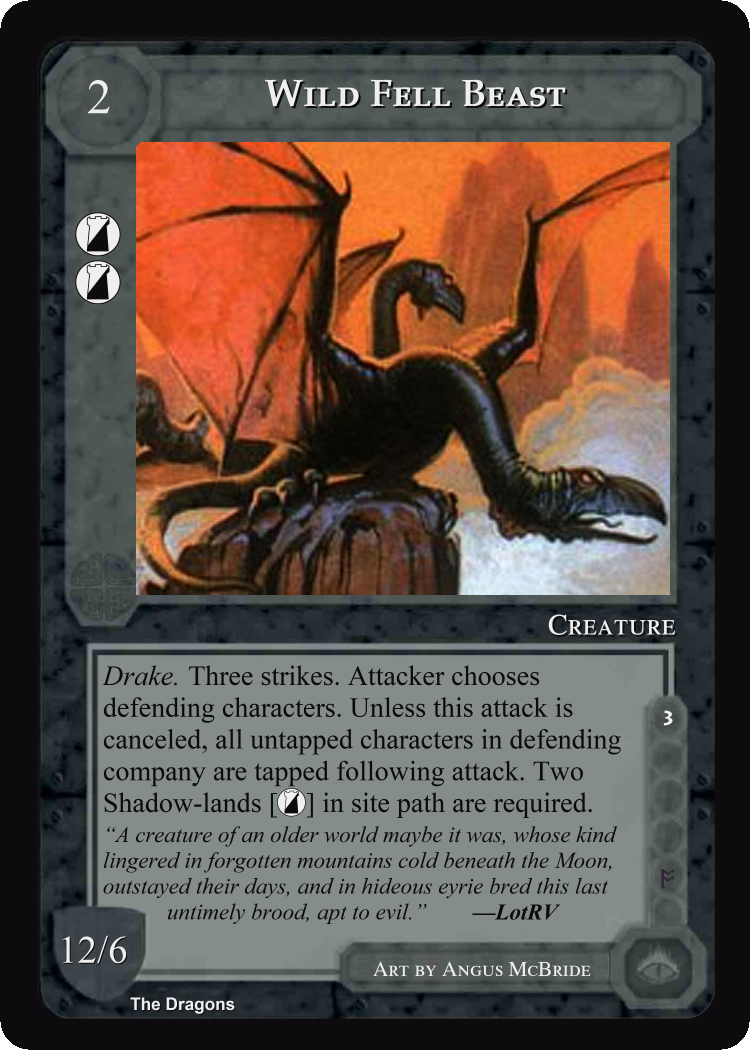 2
Wild Fell Beast
Creature
Drake. Three strikes. Attacker chooses
defending characters. Unless this attack is
canceled, all untapped characters in defending
company are tapped following attack. Two
Shadow-lands [ ] in site path are required.
3
“A creature of an older world maybe it was, whose kind
lingered in forgotten mountains cold beneath the Moon,
outstayed their days, and in hideous eyrie bred this last
untimely brood, apt to evil.” —LotRV
12/6
Art by Angus McBride
The Dragons